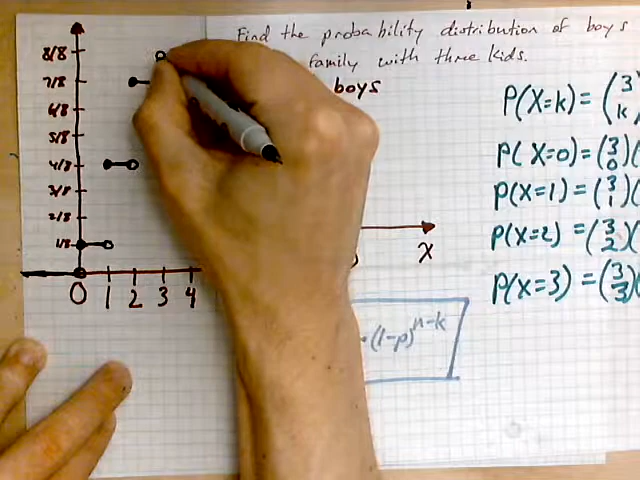 Find the probability distribution of boys
family with three kids.
boys
8/8
7/8
6/8
5/8
4/8
3/8
2/8
1/8
0 1 2 3 4
X
P(X=k) = (3 k
P(X=0) = (3 0)(
P(X=1) = (3 1)(
P(X=2) = (3 2)(
P(X=3) = (3 3)(
·(1-p)^n-k